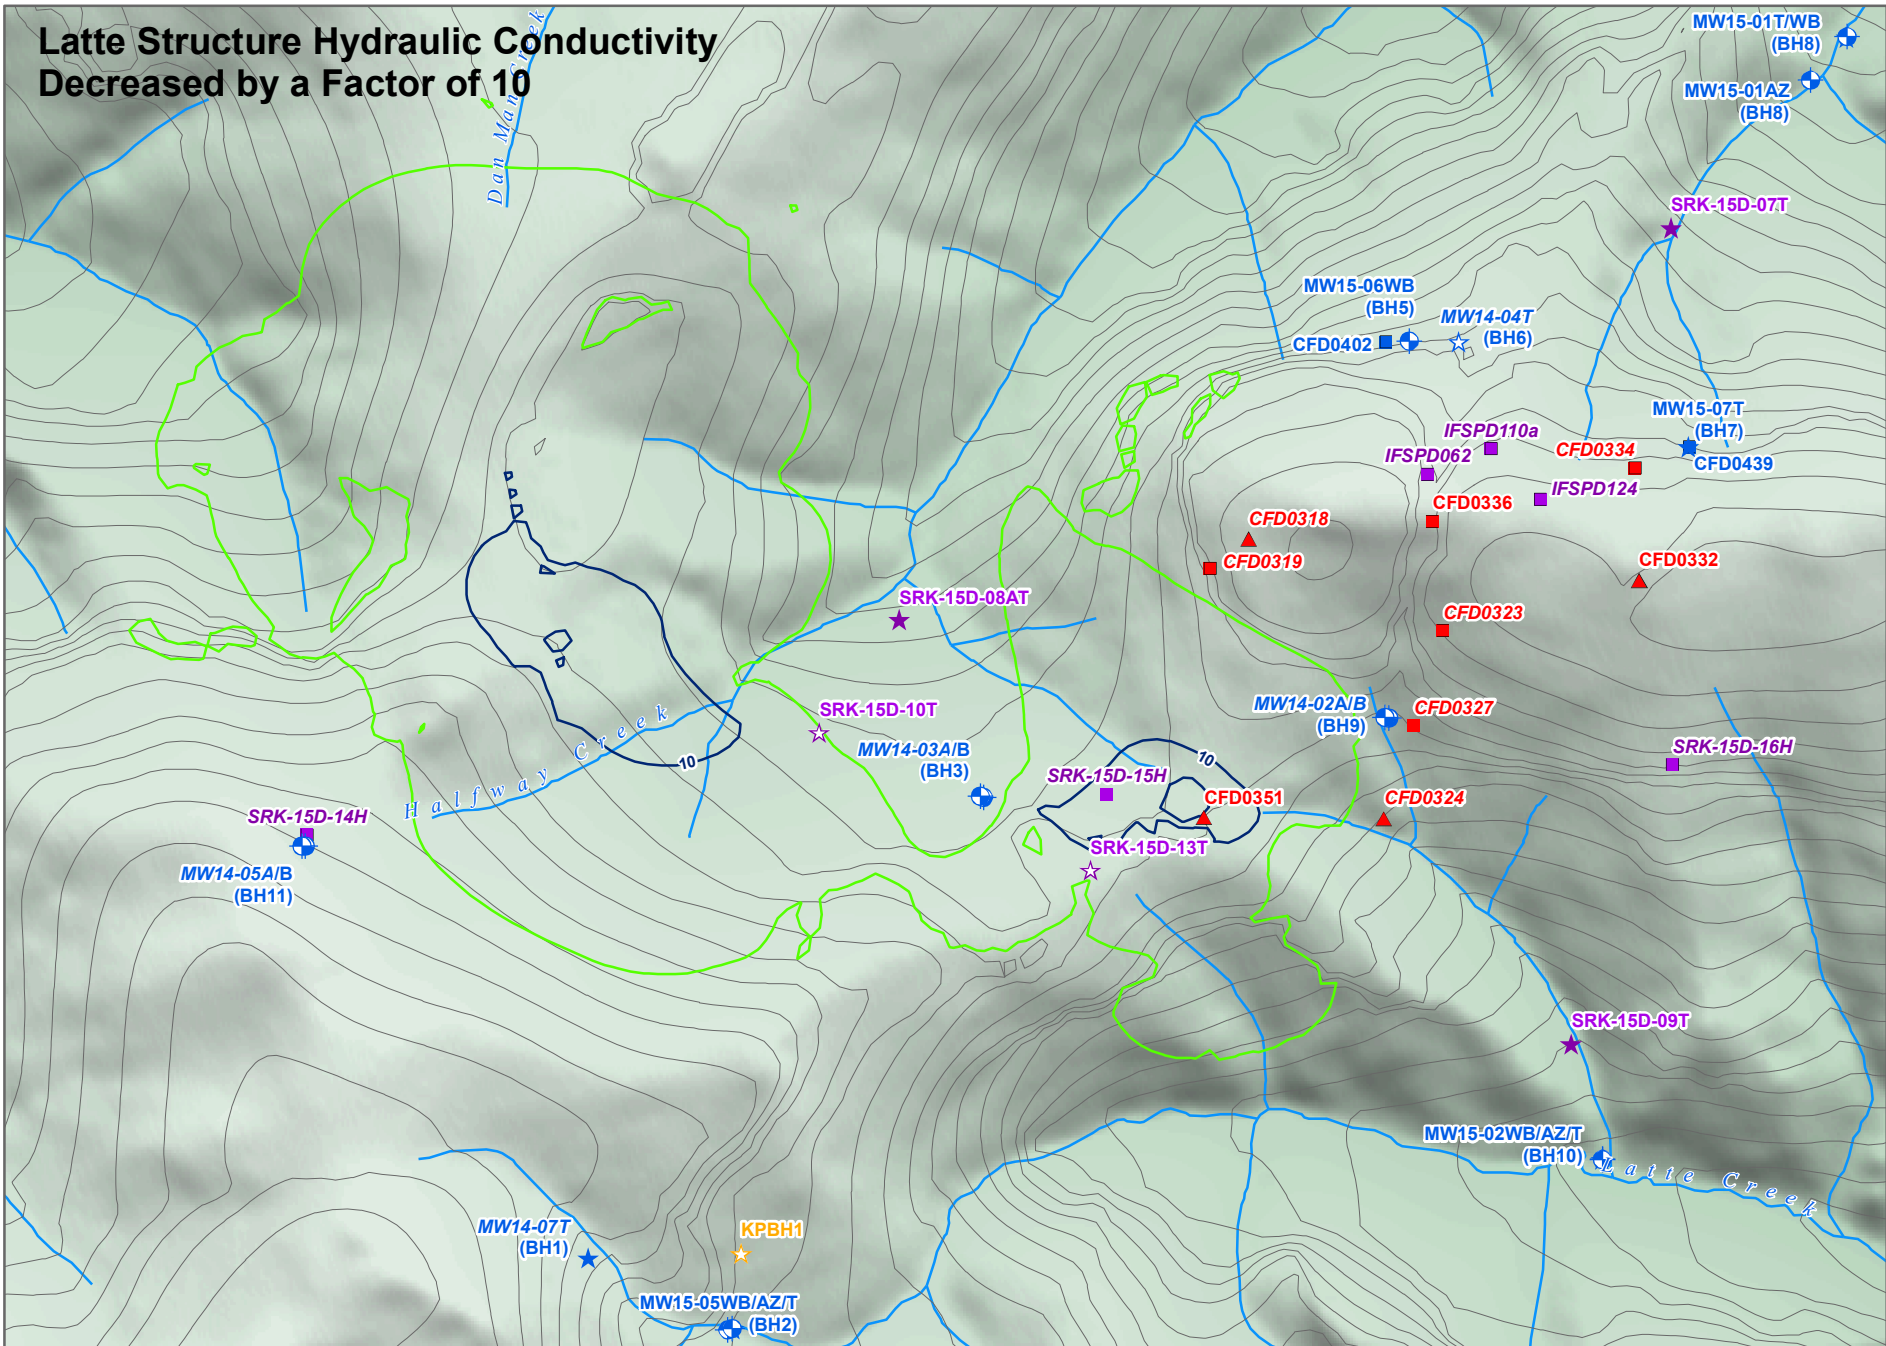 Latte Structure Hydraulic Conductivity
Decreased by a Factor of 10
Dan Man Creek
MW15-01T/WB
(BH8)
MW15-01AZ
(BH8)
SRK-15D-07T
MW15-06WB
(BH5)
MW14-04T
(BH6)
CFD0402
MW15-07T
(BH7)
CFD0439
IFSPD110a
IFSPD062
CFD0334
IFSPD124
CFD0336
CFD0318
CFD0319
CFD0332
SRK-15D-08AT
CFD0323
SRK-15D-10T
MW14-02A/B
(BH9)
CFD0327
MW14-03A/B
(BH3)
10
10
SRK-15D-15H
SRK-15D-16H
CFD0351
CFD0324
Halfway Creek
SRK-15D-14H
SRK-15D-13T
MW14-05A/B
(BH11)
SRK-15D-09T
MW15-02WB/AZ/T
(BH10)
Latte Creek
MW14-07T
(BH1)
KPBH1
MW15-05WB/AZ/T
(BH2)